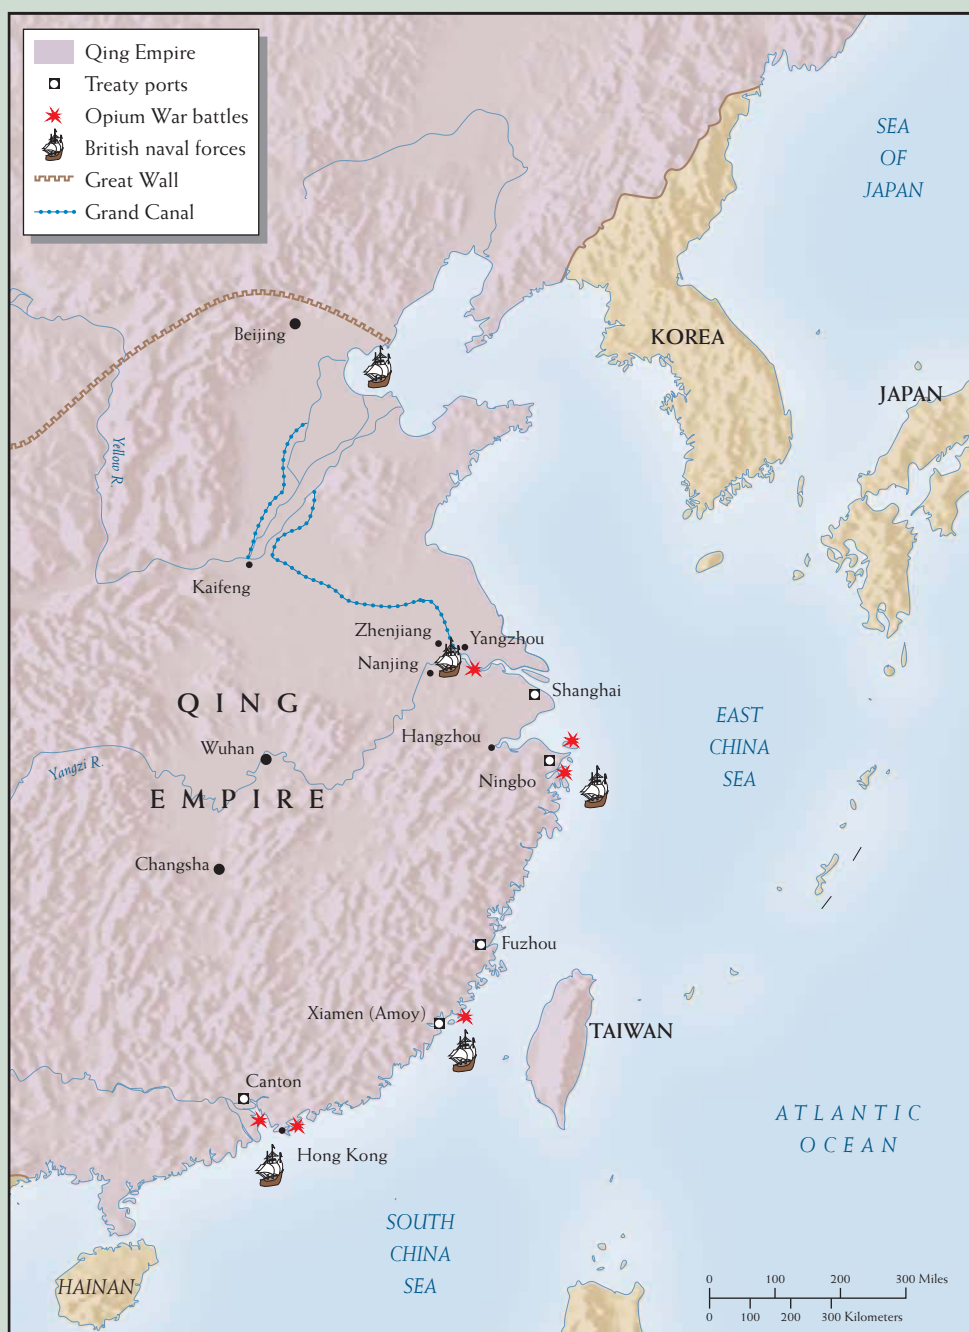 Qing Empire
Treaty ports
Opium War battles
British naval forces
Great Wall
Grand Canal
SEA
OF
JAPAN
Beijing
KOREA
JAPAN
Yellow R.
Kaifeng
Zhenjiang
Yangzhou
Nanjing
Shanghai
QING
EAST
CHINA
SEA
Hangzhou
Wuhan
Yangzi R.
Ningbo
EMPIRE
Changsha
Fuzhou
Xiamen (Amoy)
TAIWAN
Canton
ATLANTIC
OCEAN
Hong Kong
SOUTH
CHINA
SEA
HAINAN
0 100 200 300 Miles
0 100 200 300 Kilometers